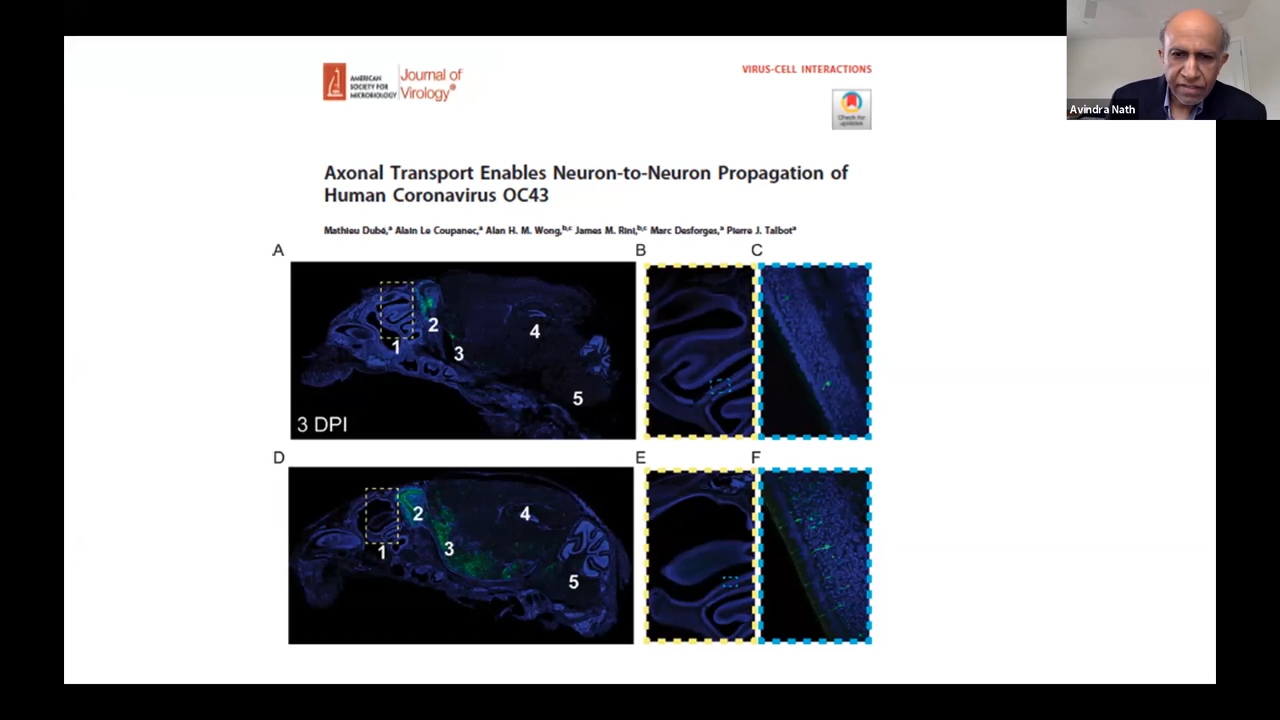 AMERICAN
SOCIETY FOR
MICROBIOLOGY
Journal of
Virology®
VIRUS-CELL INTERACTIONS
Check for
updates
Avindra Nath
Axonal Transport Enables Neuron-to-Neuron Propagation of
Human Coronavirus OC43
Mathieu Dubé,ᵃ Alain Le Coupanec,ᵃ Alan H. M. Wong,ᵇ,ᶜ James M. Rini,ᵇ,ᶜ Marc Desforges,ᵃ Pierre J. Talbotᵃ
A
B
C
1
2
3
4
5
3 DPI
D
E
F
1
2
3
4
5